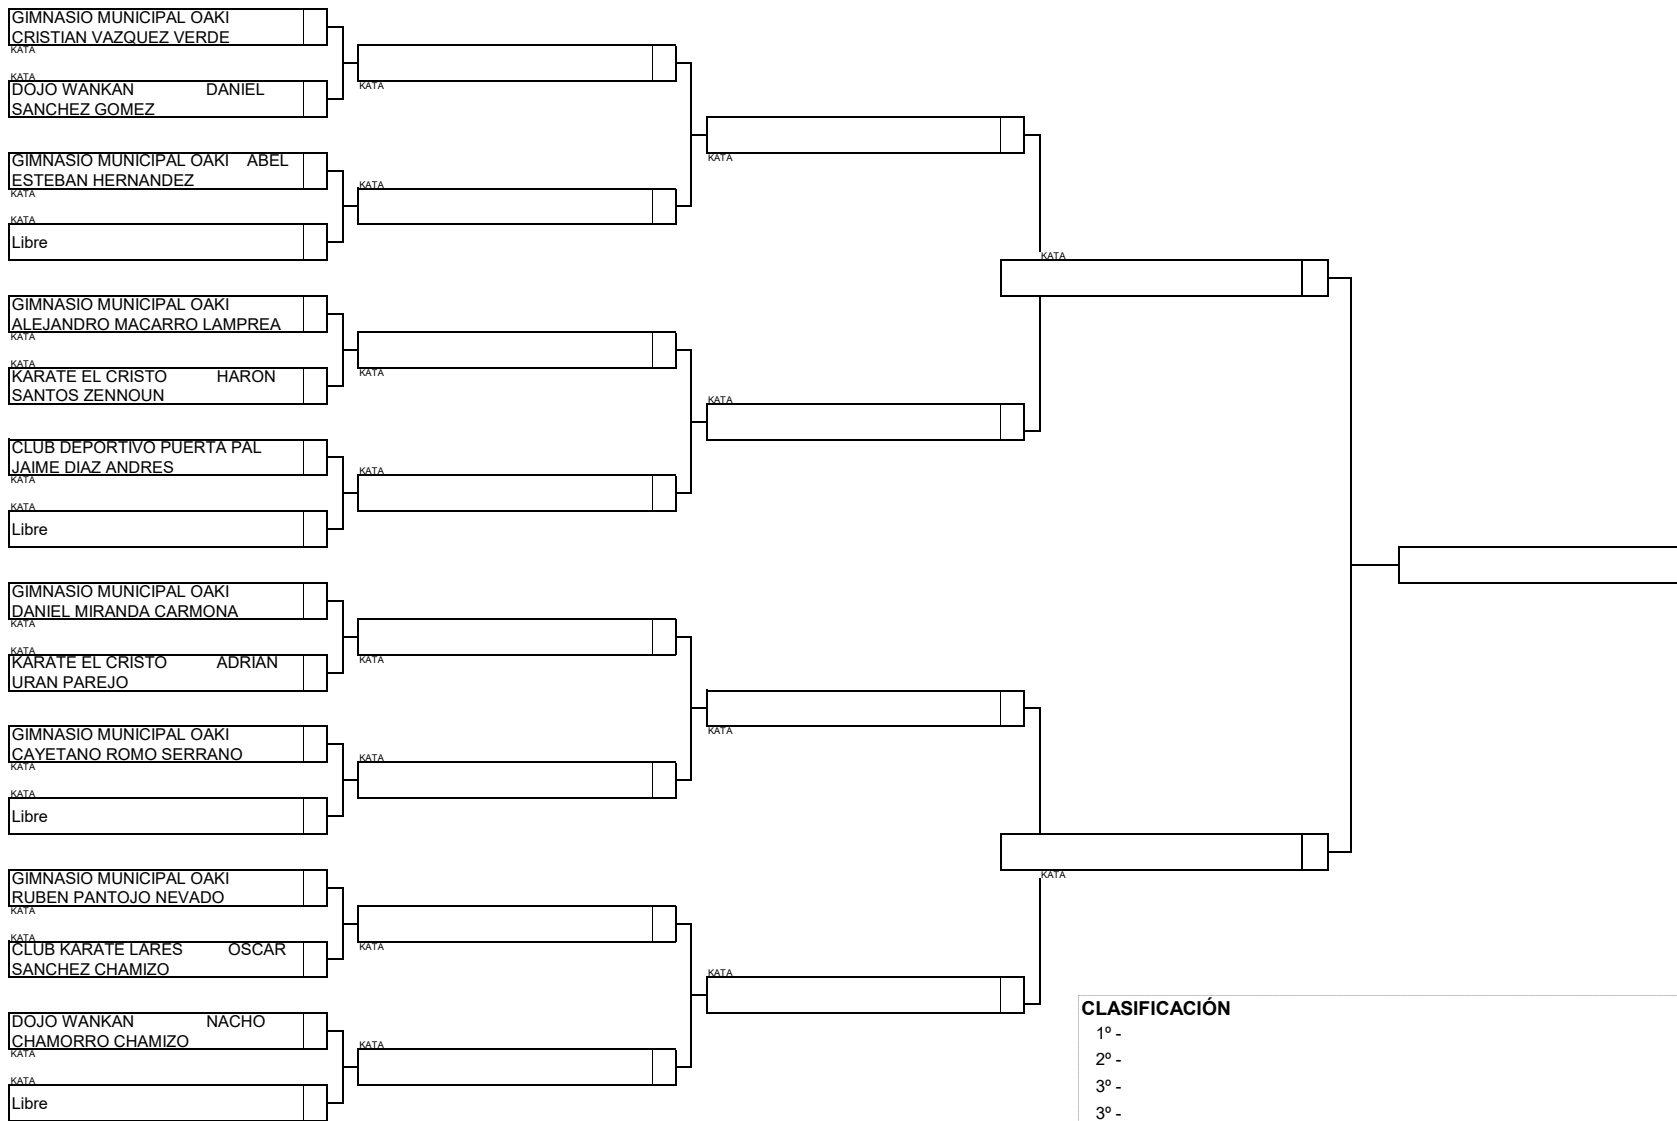 GIMNASIO MUNICIPAL OAKI
CRISTIAN VAZQUEZ VERDE
KATA
KATA
DOJO WANKAN DANIEL
SANCHEZ GOMEZ
GIMNASIO MUNICIPAL OAKI ABEL
ESTEBAN HERNANDEZ
KATA
KATA
Libre
GIMNASIO MUNICIPAL OAKI
ALEJANDRO MACARRO LAMPREA
KATA
KATA
KARATE EL CRISTO HARON
SANTOS ZENNOUN
CLUB DEPORTIVO PUERTA PAL
JAIME DIAZ ANDRES
KATA
KATA
Libre
GIMNASIO MUNICIPAL OAKI
DANIEL MIRANDA CARMONA
KATA
KATA
KARATE EL CRISTO ADRIAN
URAN PAREJO
GIMNASIO MUNICIPAL OAKI
CAYETANO ROMO SERRANO
KATA
KATA
Libre
GIMNASIO MUNICIPAL OAKI
RUBEN PANTOJO NEVADO
KATA
KATA
CLUB KARATE LARES OSCAR
SANCHEZ CHAMIZO
DOJO WANKAN NACHO
CHAMORRO CHAMIZO
KATA
KATA
Libre
KATA
KATA
KATA
KATA
KATA
KATA
KATA
KATA
KATA
KATA
KATA
KATA
KATA
KATA
CLASIFICACIÓN
1º -
2º -
3º -
3º -